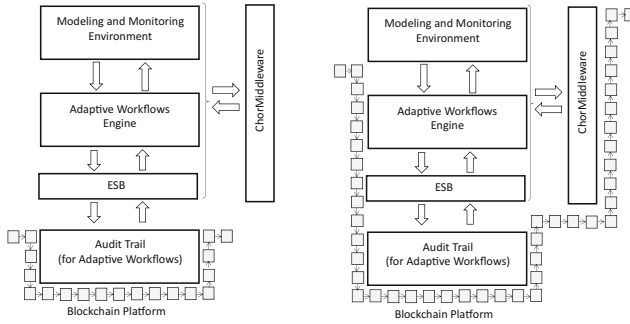 Modeling and Monitoring
Environment
Adaptive Workflows
Engine
ESB
Audit Trail
(for Adaptive Workflows)
Blockchain Platform
ChorMiddleware
Modeling and Monitoring
Environment
Adaptive Workflows
Engine
ESB
Audit Trail
(for Adaptive Workflows)
Blockchain Platform
ChorMiddleware